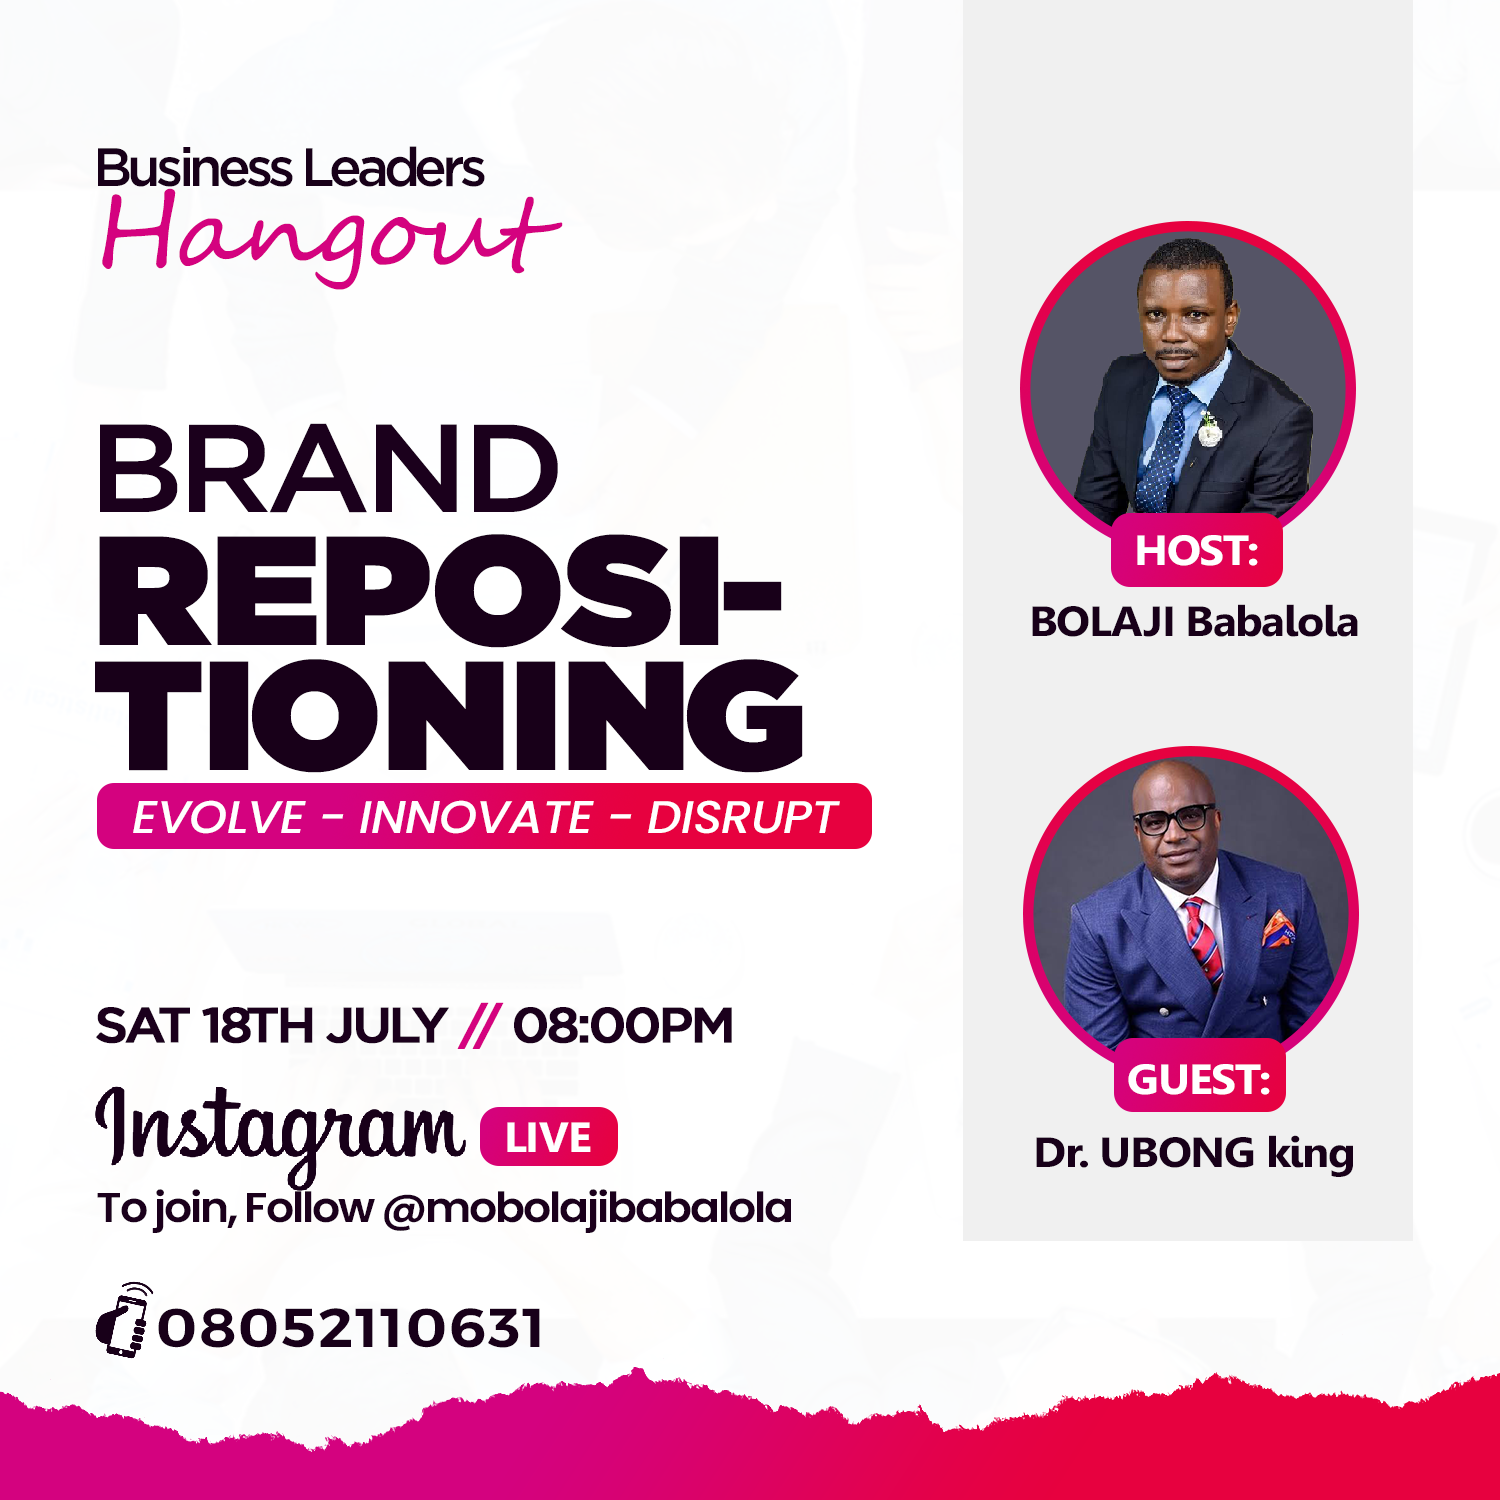 Business Leaders
Hangout
BRAND
REPOSI-
TIONING
EVOLVE - INNOVATE - DISRUPT
SAT 18TH JULY // 08:00PM
Instagram LIVE
To join, Follow @mobolajibabalola
08052110631
HOST:
BOLAJI Babalola
GUEST:
Dr. UBONG king